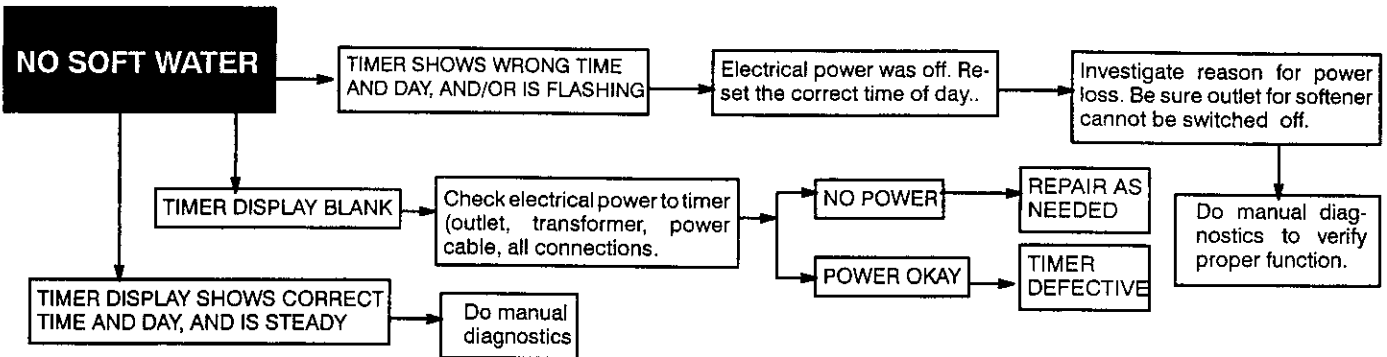 NO SOFT WATER
TIMER SHOWS WRONG TIME
AND DAY, AND/OR IS FLASHING
Electrical power was off. Re-
set the correct time of day..
Investigate reason for power
loss. Be sure outlet for softener
cannot be switched off.
Do manual diag-
nostics to verify
proper function.
TIMER DISPLAY BLANK
Check electrical power to timer
(outlet, transformer, power
cable, all connections.
NO POWER
REPAIR AS
NEEDED
POWER OKAY
TIMER
DEFECTIVE
TIMER DISPLAY SHOWS CORRECT
TIME AND DAY, AND IS STEADY
Do manual
diagnostics